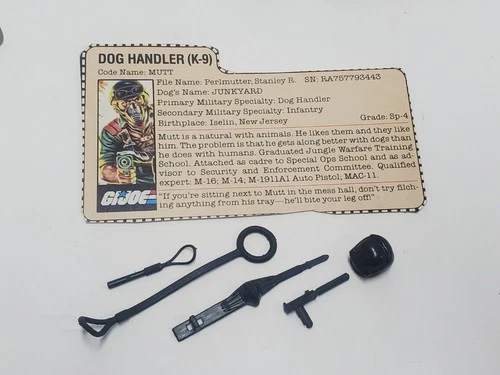 DOG HANDLER (K-9)
Code Name: MUTT
File Name: Perlmutter, Stanley R. SN: RA757793443
Dog's Name: JUNKYARD
Primary Military Specialty: Dog Handler
Secondary Military Specialty: Infantry
Birthplace: Iselin, New Jersey Grade: Sp-4
Mutt is a natural with animals. He likes them and they like
him. The problem is that he gets along better with dogs than
he does with humans. Graduated Jungle Warfare Training
School. Attached as cadro to Special Ops School and as ad-
visor to Security and Enforcement Committee. Qualified
expert: M-16; M-14; M-1911A1 Auto Pistol; MAC-11.
GI JOE
"If you're sitting next to Mutt in the mess hall, don't try filch-
ing anything from his tray—he'll bite your leg off!"